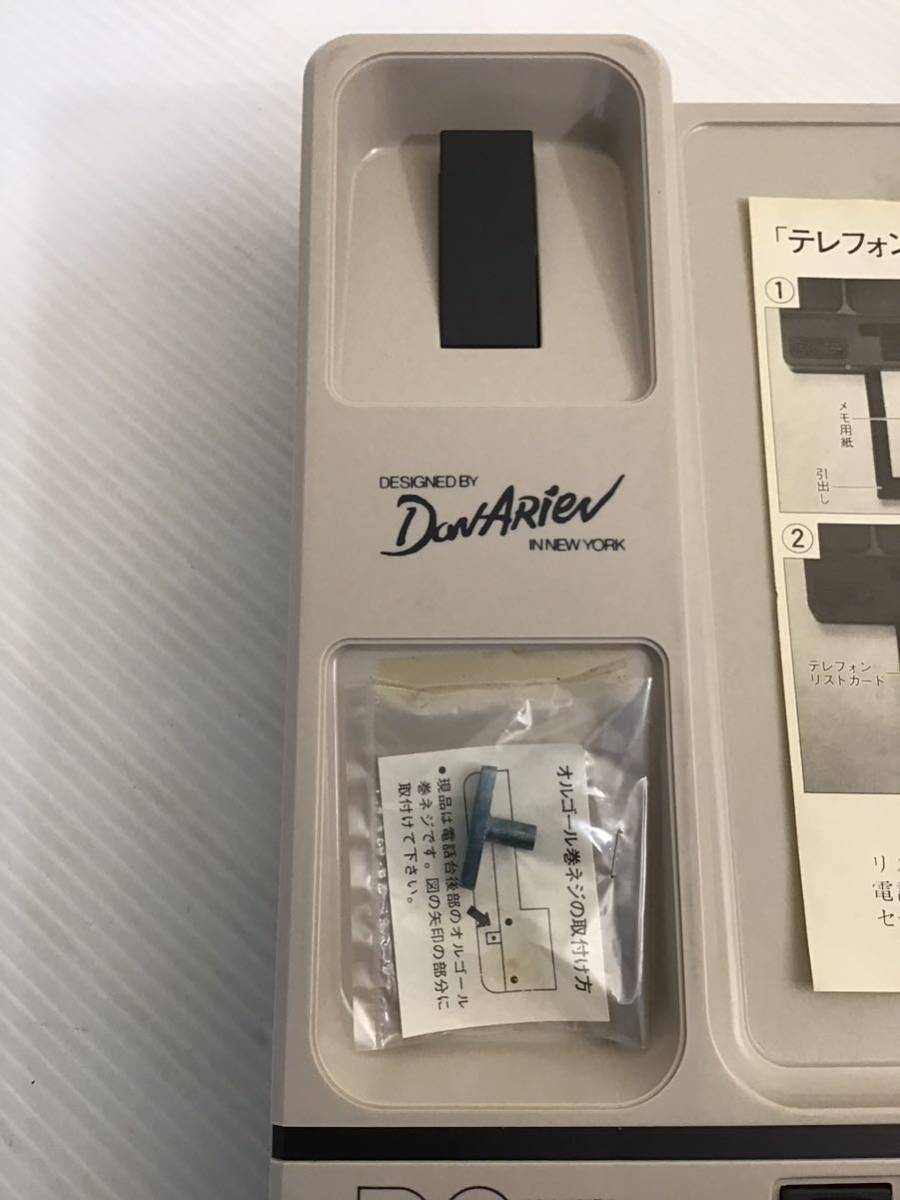 DESIGNED BY
DonARieN
IN NEW YORK
オルゴール巻ネジの取付け方
●現品は電話台後部のオルゴール
巻ネジです。図の矢印の部分に
取付けて下さい。
「テレフォン
①
メモ用紙
引出し
②
テレフォン
リストカード
リス
電話
セ